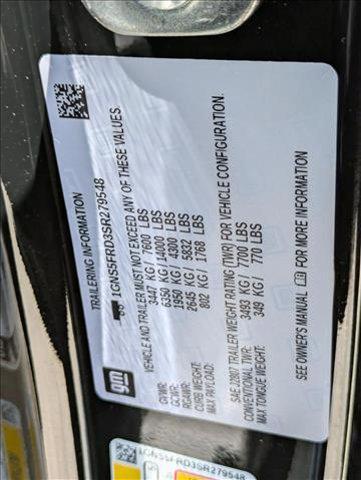 gm
TRAILERING INFORMATION
1GNS5FRD3SR279548
VEHICLE AND TRAILER MUST NOT EXCEED ANY OF THESE VALUES.
GVWR: 3447 KG/ 7600 LBS
GCWR: 6350 KG/ 14000 LBS
RGAWR: 1950 KG/ 4300 LBS
CURB WEIGHT: 2645 KG/ 5832 LBS
MAX PAYLOAD: 802 KG/ 1768 LBS
SAE J2807 TRAILER WEIGHT RATING (TWR) FOR VEHICLE CONFIGURATION.
CONVENTIONAL TWR: 3493 KG/ 7700 LBS
MAX TONGUE WEIGHT: 349 KG/ 770 LBS
SEE OWNER'S MANUAL FOR MORE INFORMATION
1GNS5FRD3SR279548